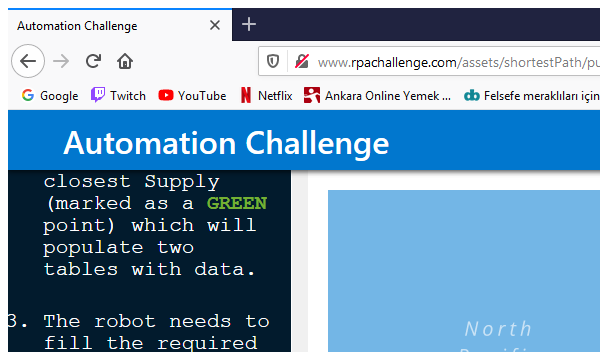 Automation Challenge
www.rpachallenge.com/assets/shortestPath/pu
Google Twitch YouTube Netflix Ankara Online Yemek ... Felsefe meraklıları için
Automation Challenge
closest Supply
(marked as a GREEN
point) which will
populate two
tables with data.
3. The robot needs to
fill the required
North
Pacific